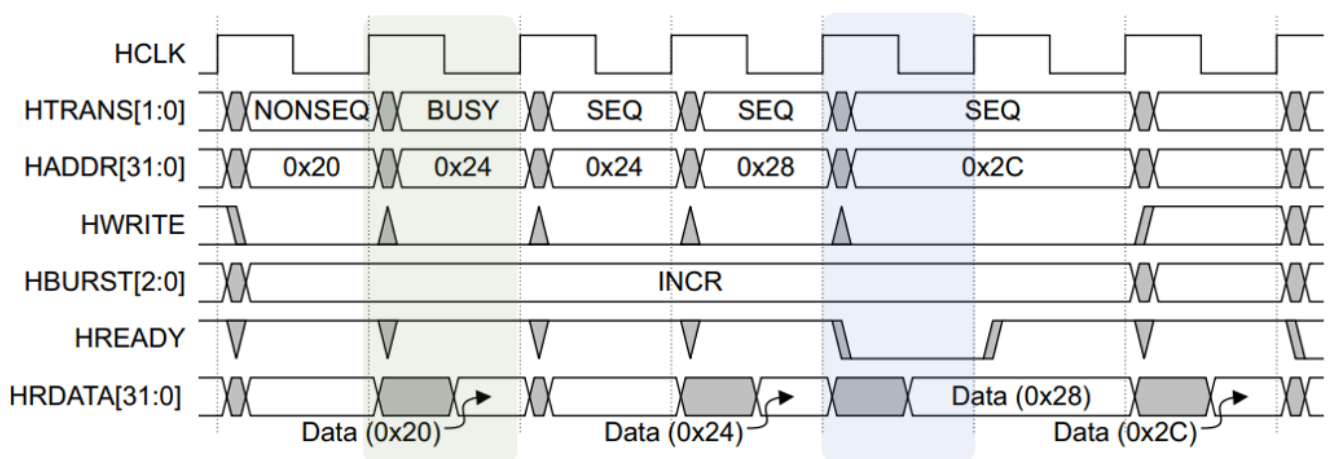 HCLK
HTRANS[1:0] NONSEQ BUSY SEQ SEQ SEQ
HADDR[31:0] 0x20 0x24 0x24 0x28 0x2C
HWRITE
HBURST[2:0] INCR
HREADY
HRDATA[31:0] Data (0x28)
Data (0x20) Data (0x24) Data (0x2C)